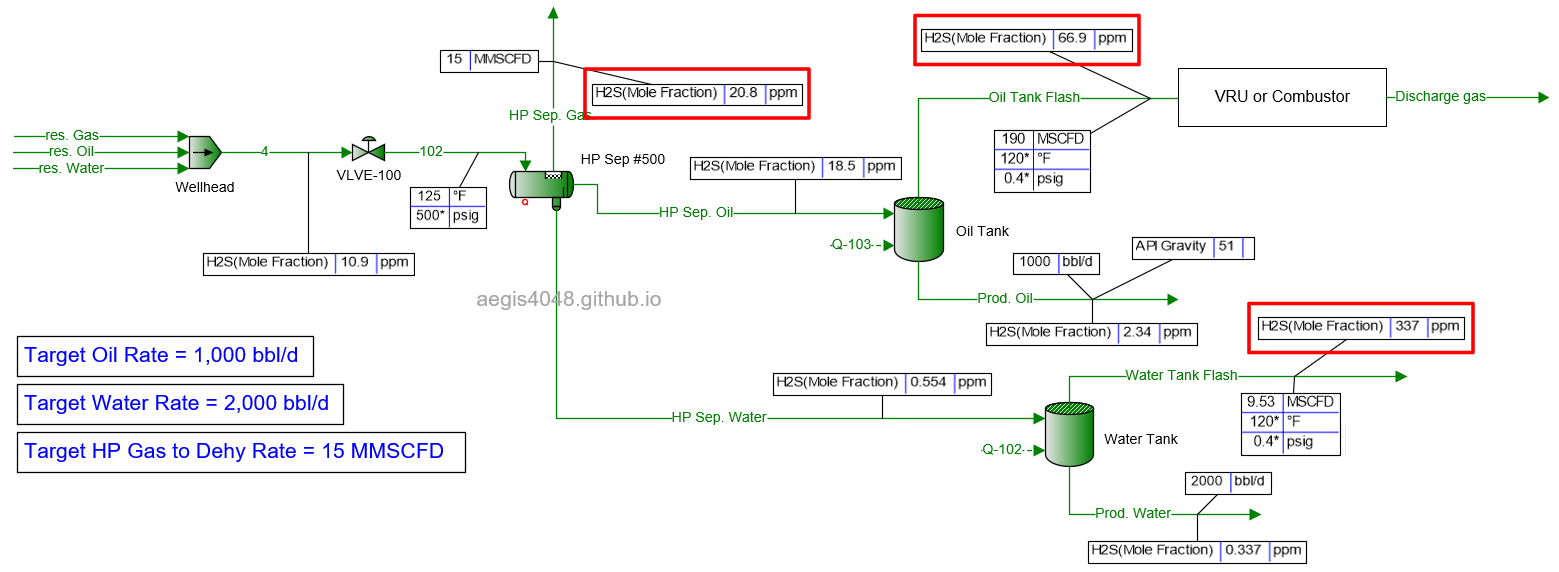 H2S(Mole Fraction) 66.9 ppm
15 MMSCFD
H2S(Mole Fraction) 20.8 ppm
Oil Tank Flash
VRU or Combustor
Discharge gas
HP Sep. Gas
res. Gas
res. Oil
res. Water
Wellhead
4
VLVE-100
102
HP Sep #500
Q
190 MSCFD
120* °F
0.4* psig
H2S(Mole Fraction) 18.5 ppm
125 °F
500* psig
HP Sep. Oil
Q-103
Oil Tank
H2S(Mole Fraction) 10.9 ppm
API Gravity 51
1000 bbl/d
Prod. Oil
aegis4048.github.io
H2S(Mole Fraction) 2.34 ppm
H2S(Mole Fraction) 337 ppm
Target Oil Rate = 1,000 bbl/d
Target Water Rate = 2,000 bbl/d
Target HP Gas to Dehy Rate = 15 MMSCFD
H2S(Mole Fraction) 0.554 ppm
Water Tank Flash
HP Sep. Water
9.53 MSCFD
120* °F
0.4* psig
Water Tank
Q-102
2000 bbl/d
Prod. Water
H2S(Mole Fraction) 0.337 ppm